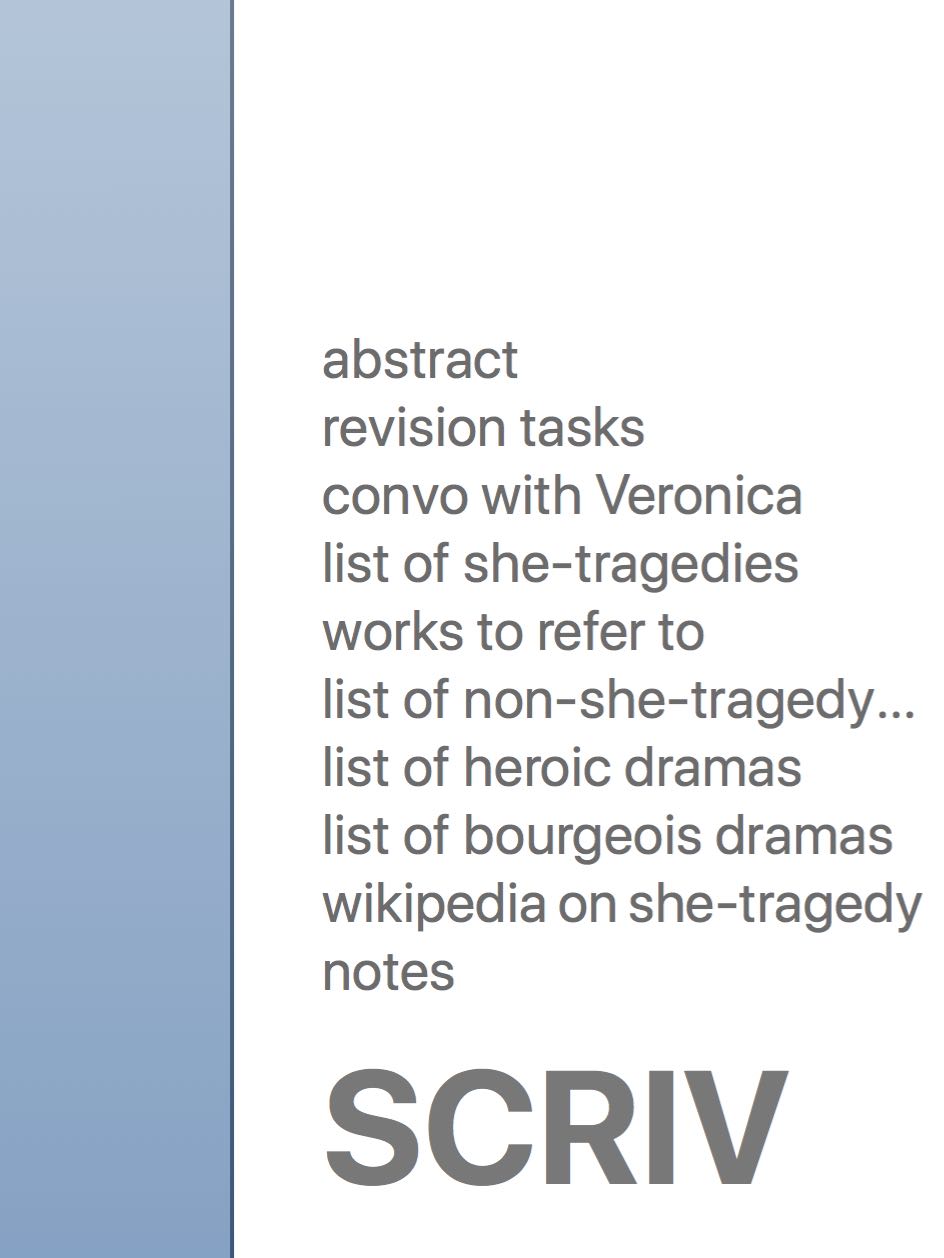 abstract
revision tasks
convo with Veronica
list of she-tragedies
works to refer to
list of non-she-tragedy...
list of heroic dramas
list of bourgeois dramas
wikipedia on she-tragedy
notes
SCRIV